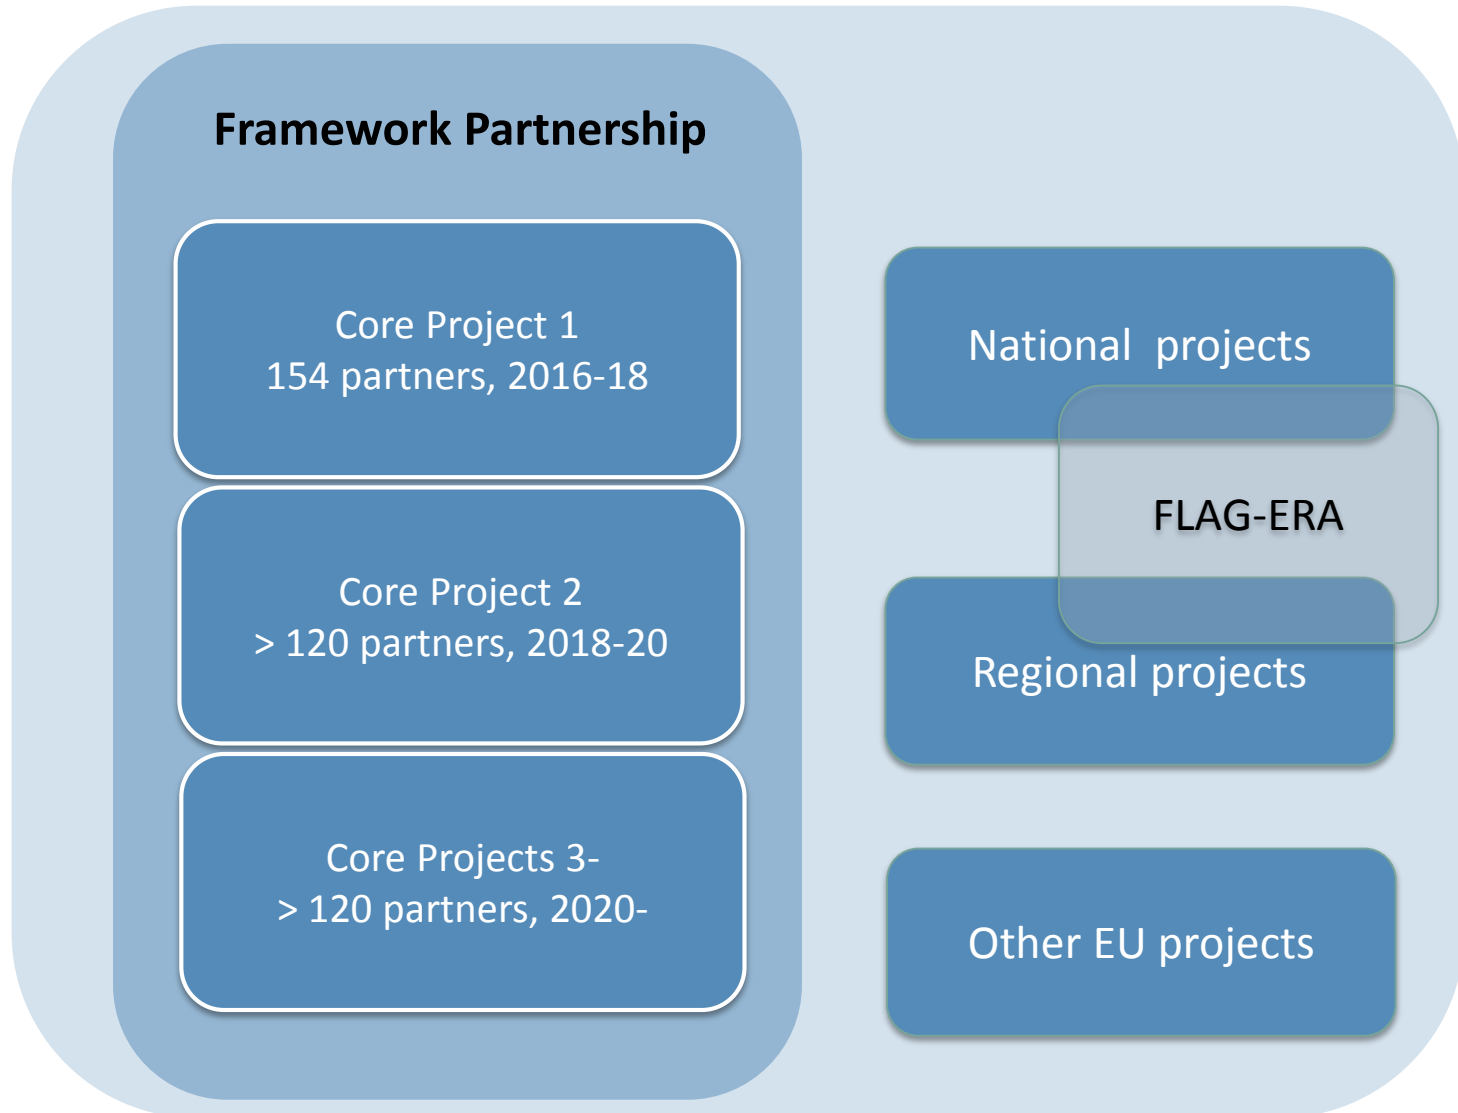 Framework Partnership
Core Project 1
154 partners, 2016-18
Core Project 2
> 120 partners, 2018-20
Core Projects 3-
> 120 partners, 2020-
National projects
FLAG-ERA
Regional projects
Other EU projects